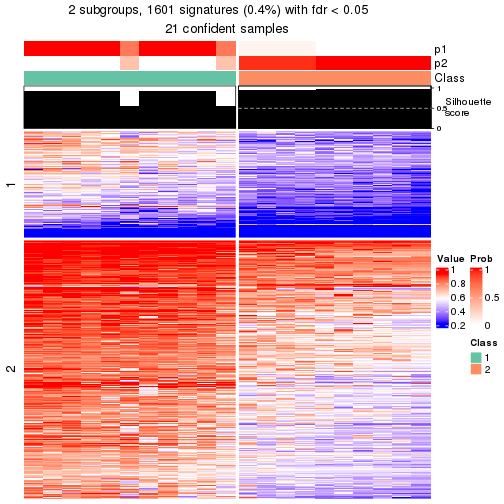 2 subgroups, 1601 signatures (0.4%) with fdr < 0.05
21 confident samples
p1
p2
Class
1
0.5
0
Silhouette
score
1
2
Value
1
0.8
0.6
0.4
0.2
Prob
1
0.5
0
Class
1
2